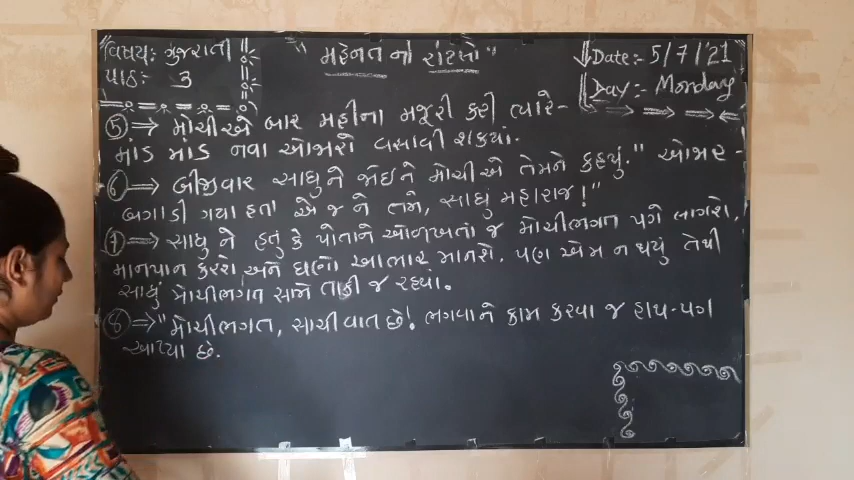 વિષય:- ગુજરાતી
પાઠ:- 3
"મહેનત નો રોટલો"
Date:- 5/7/21
Day:- Monday
⑤ ⇒ મોચીએ બાર મહીના મજૂરી કરી ત્યારે-
માંડ માંડ નવા ઓજારો વસાવી શક્યાં.
⑥ ⇒ બીજીવાર સાધુને જોઇને મોચીએ તેમને કહ્યું." ઓજાર-
બગાડી ગયા હતા એ જ ને તમે, સાધુ મહારાજ!"
⑦ ⇒ સાધુ ને હતું કે પોતાને ઓળખતાં જ મોચીભગત પગે લાગશે.
માનપાન કરશે, અને ઘણો આભાર માનશે. પણ એમ ન થયું તેથી
સાધું મોચીભગત સામે તાકી જ રહયાં.
⑧ ⇒ "મોચીભગત, સાચી વાત છે! ભગવાને કામ કરવા જ હાથ-પગ
આપ્યા છે.